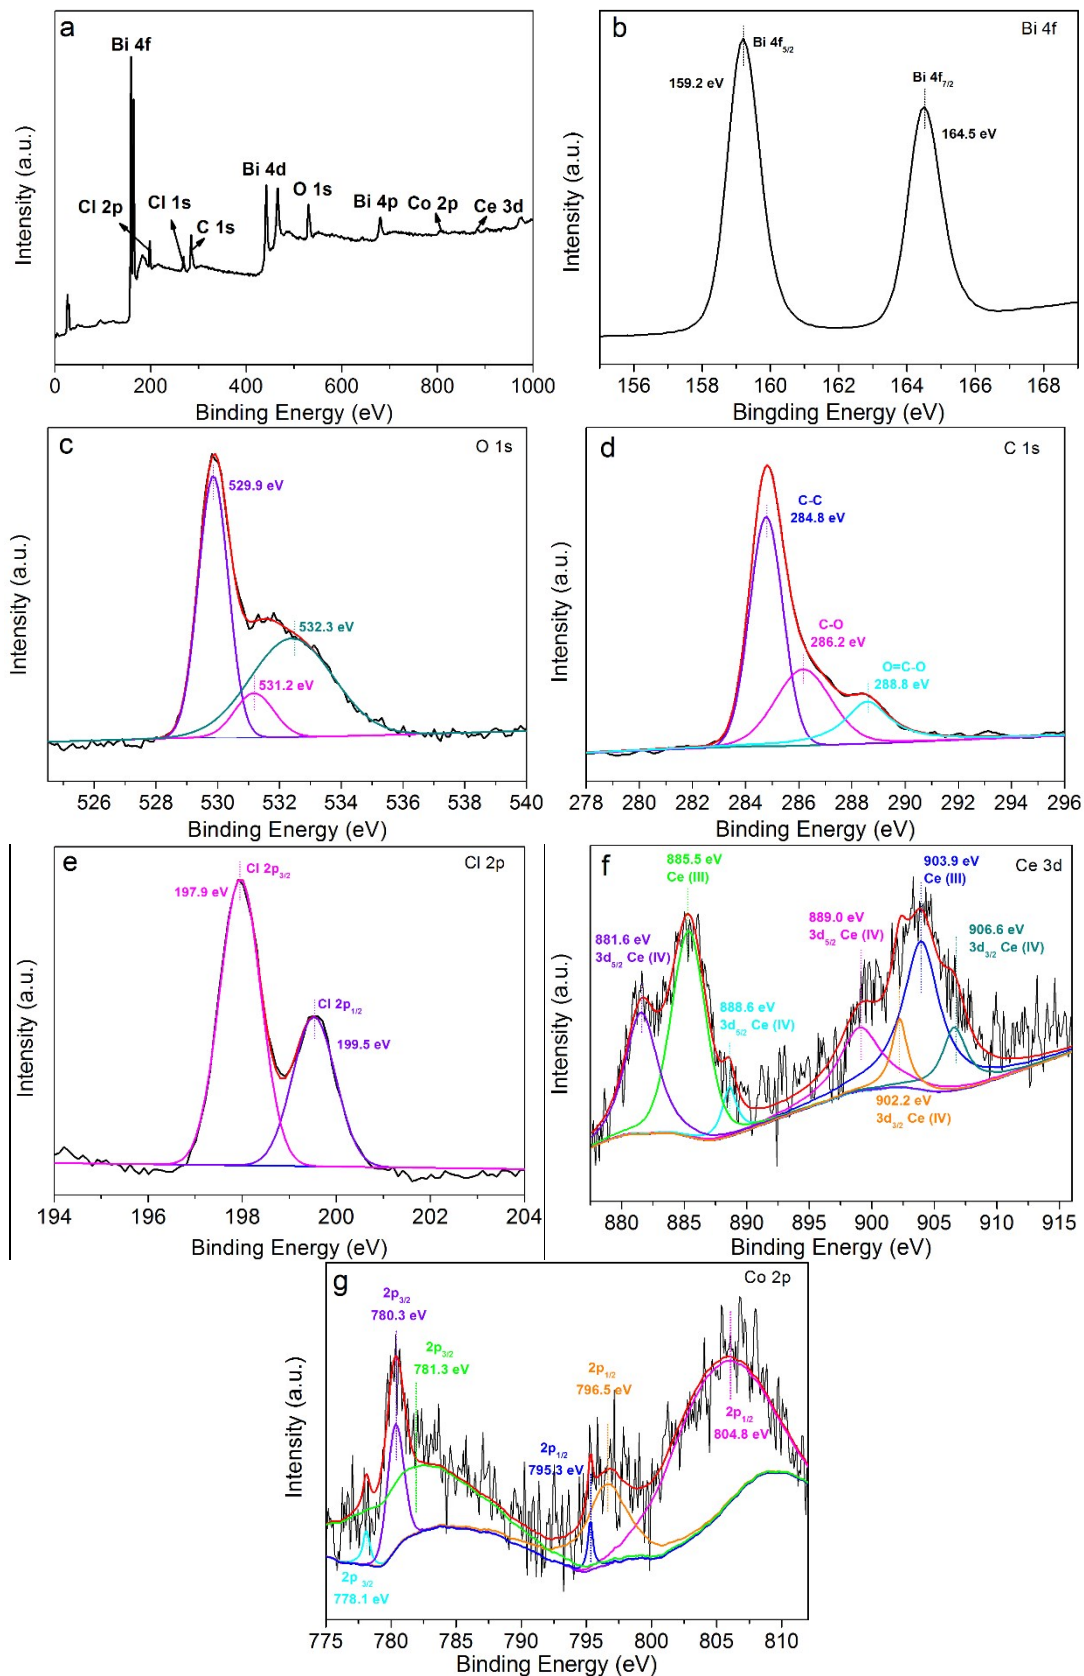 a
Bi 4f
Cl 2p
Cl 1s
C 1s
Bi 4d
O 1s
Bi 4p
Co 2p
Ce 3d
Intensity (a.u.)
0 200 400 600 800 1000
Binding Energy (eV)
b
Bi 4f
Bi 4f5/2
159.2 eV
Bi 4f7/2
164.5 eV
Intensity (a.u.)
156 158 160 162 164 166 168
Bingding Energy (eV)
c
O 1s
529.9 eV
532.3 eV
531.2 eV
Intensity (a.u.)
526 528 530 532 534 536 538 540
Binding Energy (eV)
d
C 1s
C-C
284.8 eV
C-O
286.2 eV
O=C-O
288.8 eV
Intensity (a.u.)
278 280 282 284 286 288 290 292 294 296
Binding Energy (eV)
e
Cl 2p
Cl 2p3/2
197.9 eV
Cl 2p1/2
199.5 eV
Intensity (a.u.)
194 196 198 200 202 204
Binding Energy (eV)
f
Ce 3d
885.5 eV
Ce (III)
903.9 eV
Ce (III)
881.6 eV
3d5/2 Ce (IV)
889.0 eV
3d5/2 Ce (IV)
906.6 eV
3d3/2 Ce (IV)
888.6 eV
3d5/2 Ce (IV)
902.2 eV
3d3/2 Ce (IV)
Intensity (a.u.)
880 885 890 895 900 905 910 915
Binding Energy (eV)
g
Co 2p
2p3/2
780.3 eV
2p3/2
781.3 eV
2p1/2
796.5 eV
2p1/2
795.3 eV
2p1/2
804.8 eV
2p3/2
778.1 eV
Intensity (a.u.)
775 780 785 790 795 800 805 810
Binding Energy (eV)